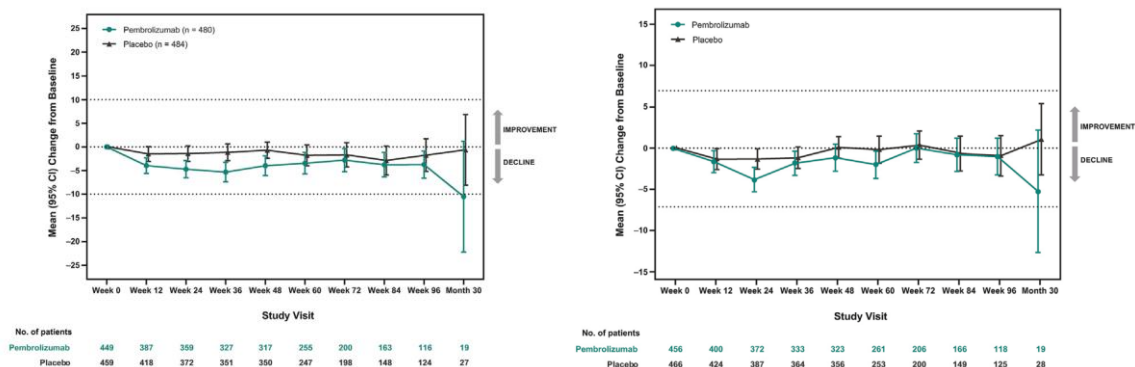 Pembrolizumab (n = 480)
Placebo (n = 484)
Mean (95% CI) Change from Baseline
25
20
15
10
5
0
−5
−10
−15
−20
−25
IMPROVEMENT
DECLINE
Week 0 Week 12 Week 24 Week 36 Week 48 Week 60 Week 72 Week 84 Week 96 Month 30
Study Visit
No. of patients
Pembrolizumab 449 387 359 327 317 255 200 163 116 19
Placebo 459 418 372 351 350 247 198 148 124 27
Pembrolizumab
Placebo
Mean (95% CI) Change from Baseline
15
10
5
0
−5
−10
−15
IMPROVEMENT
DECLINE
Week 0 Week 12 Week 24 Week 36 Week 48 Week 60 Week 72 Week 84 Week 96 Month 30
Study Visit
No. of patients
Pembrolizumab 456 400 372 333 323 261 206 166 118 19
Placebo 466 424 387 364 356 253 200 149 125 28